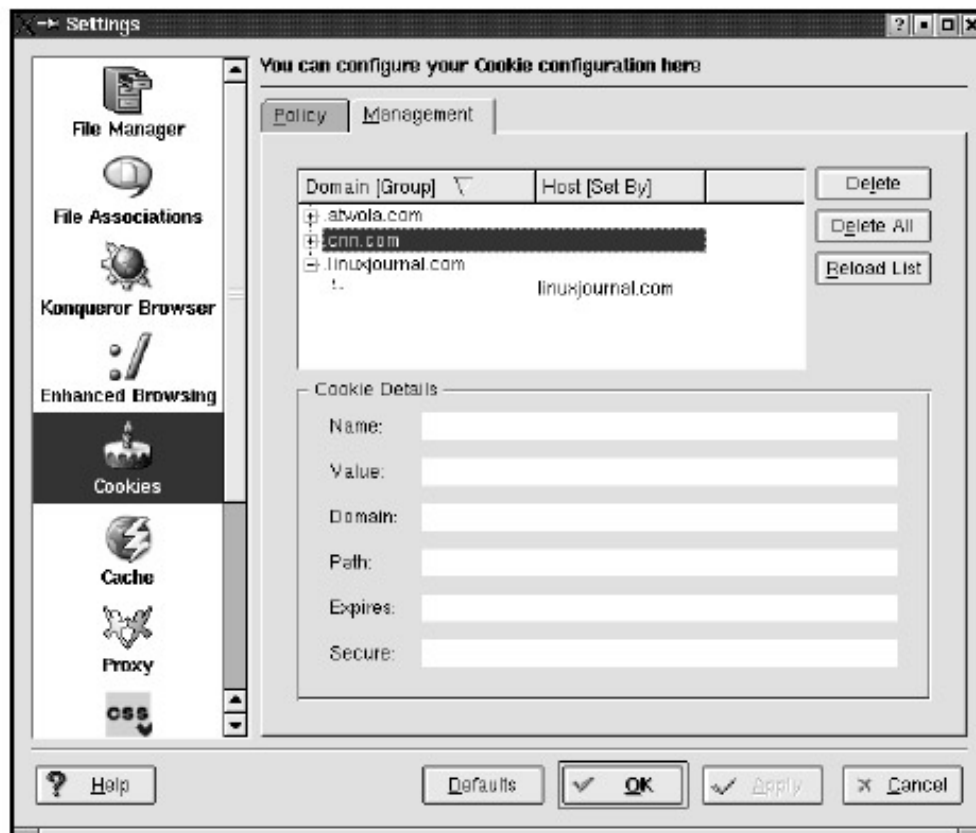 Settings
File Manager
File Associations
Konqueror Browser
Enhanced Browsing
Cookies
Cache
Proxy
css
You can configure your Cookie configuration here
Policy
Management
Domain [Group]
Host [Set By]
.atwola.com
.cnn.com
.linuxjournal.com
linuxjournal.com
Delete
Delete All
Reload List
Cookie Details
Name:
Value:
Domain:
Path:
Expires:
Secure:
? Help
Defaults
OK
Apply
Cancel